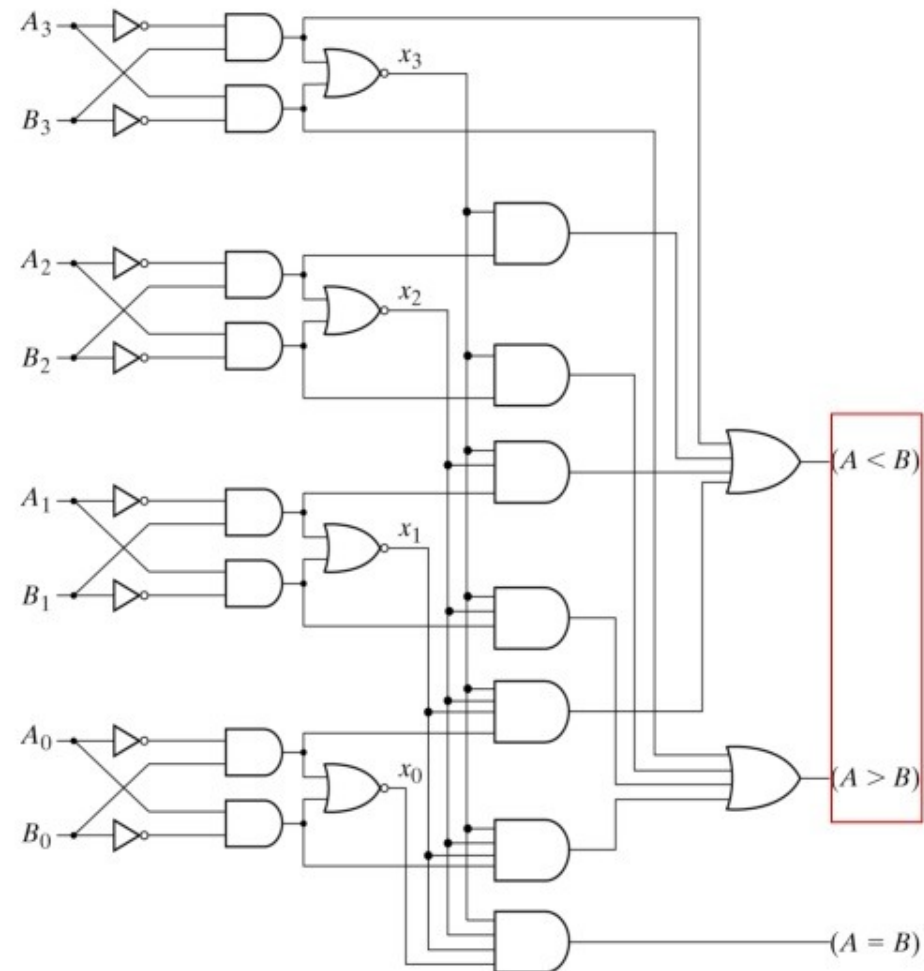 A₃
x₃
B₃
A₂
x₂
B₂
(A < B)
A₁
x₁
B₁
A₀
x₀
(A > B)
B₀
(A = B)